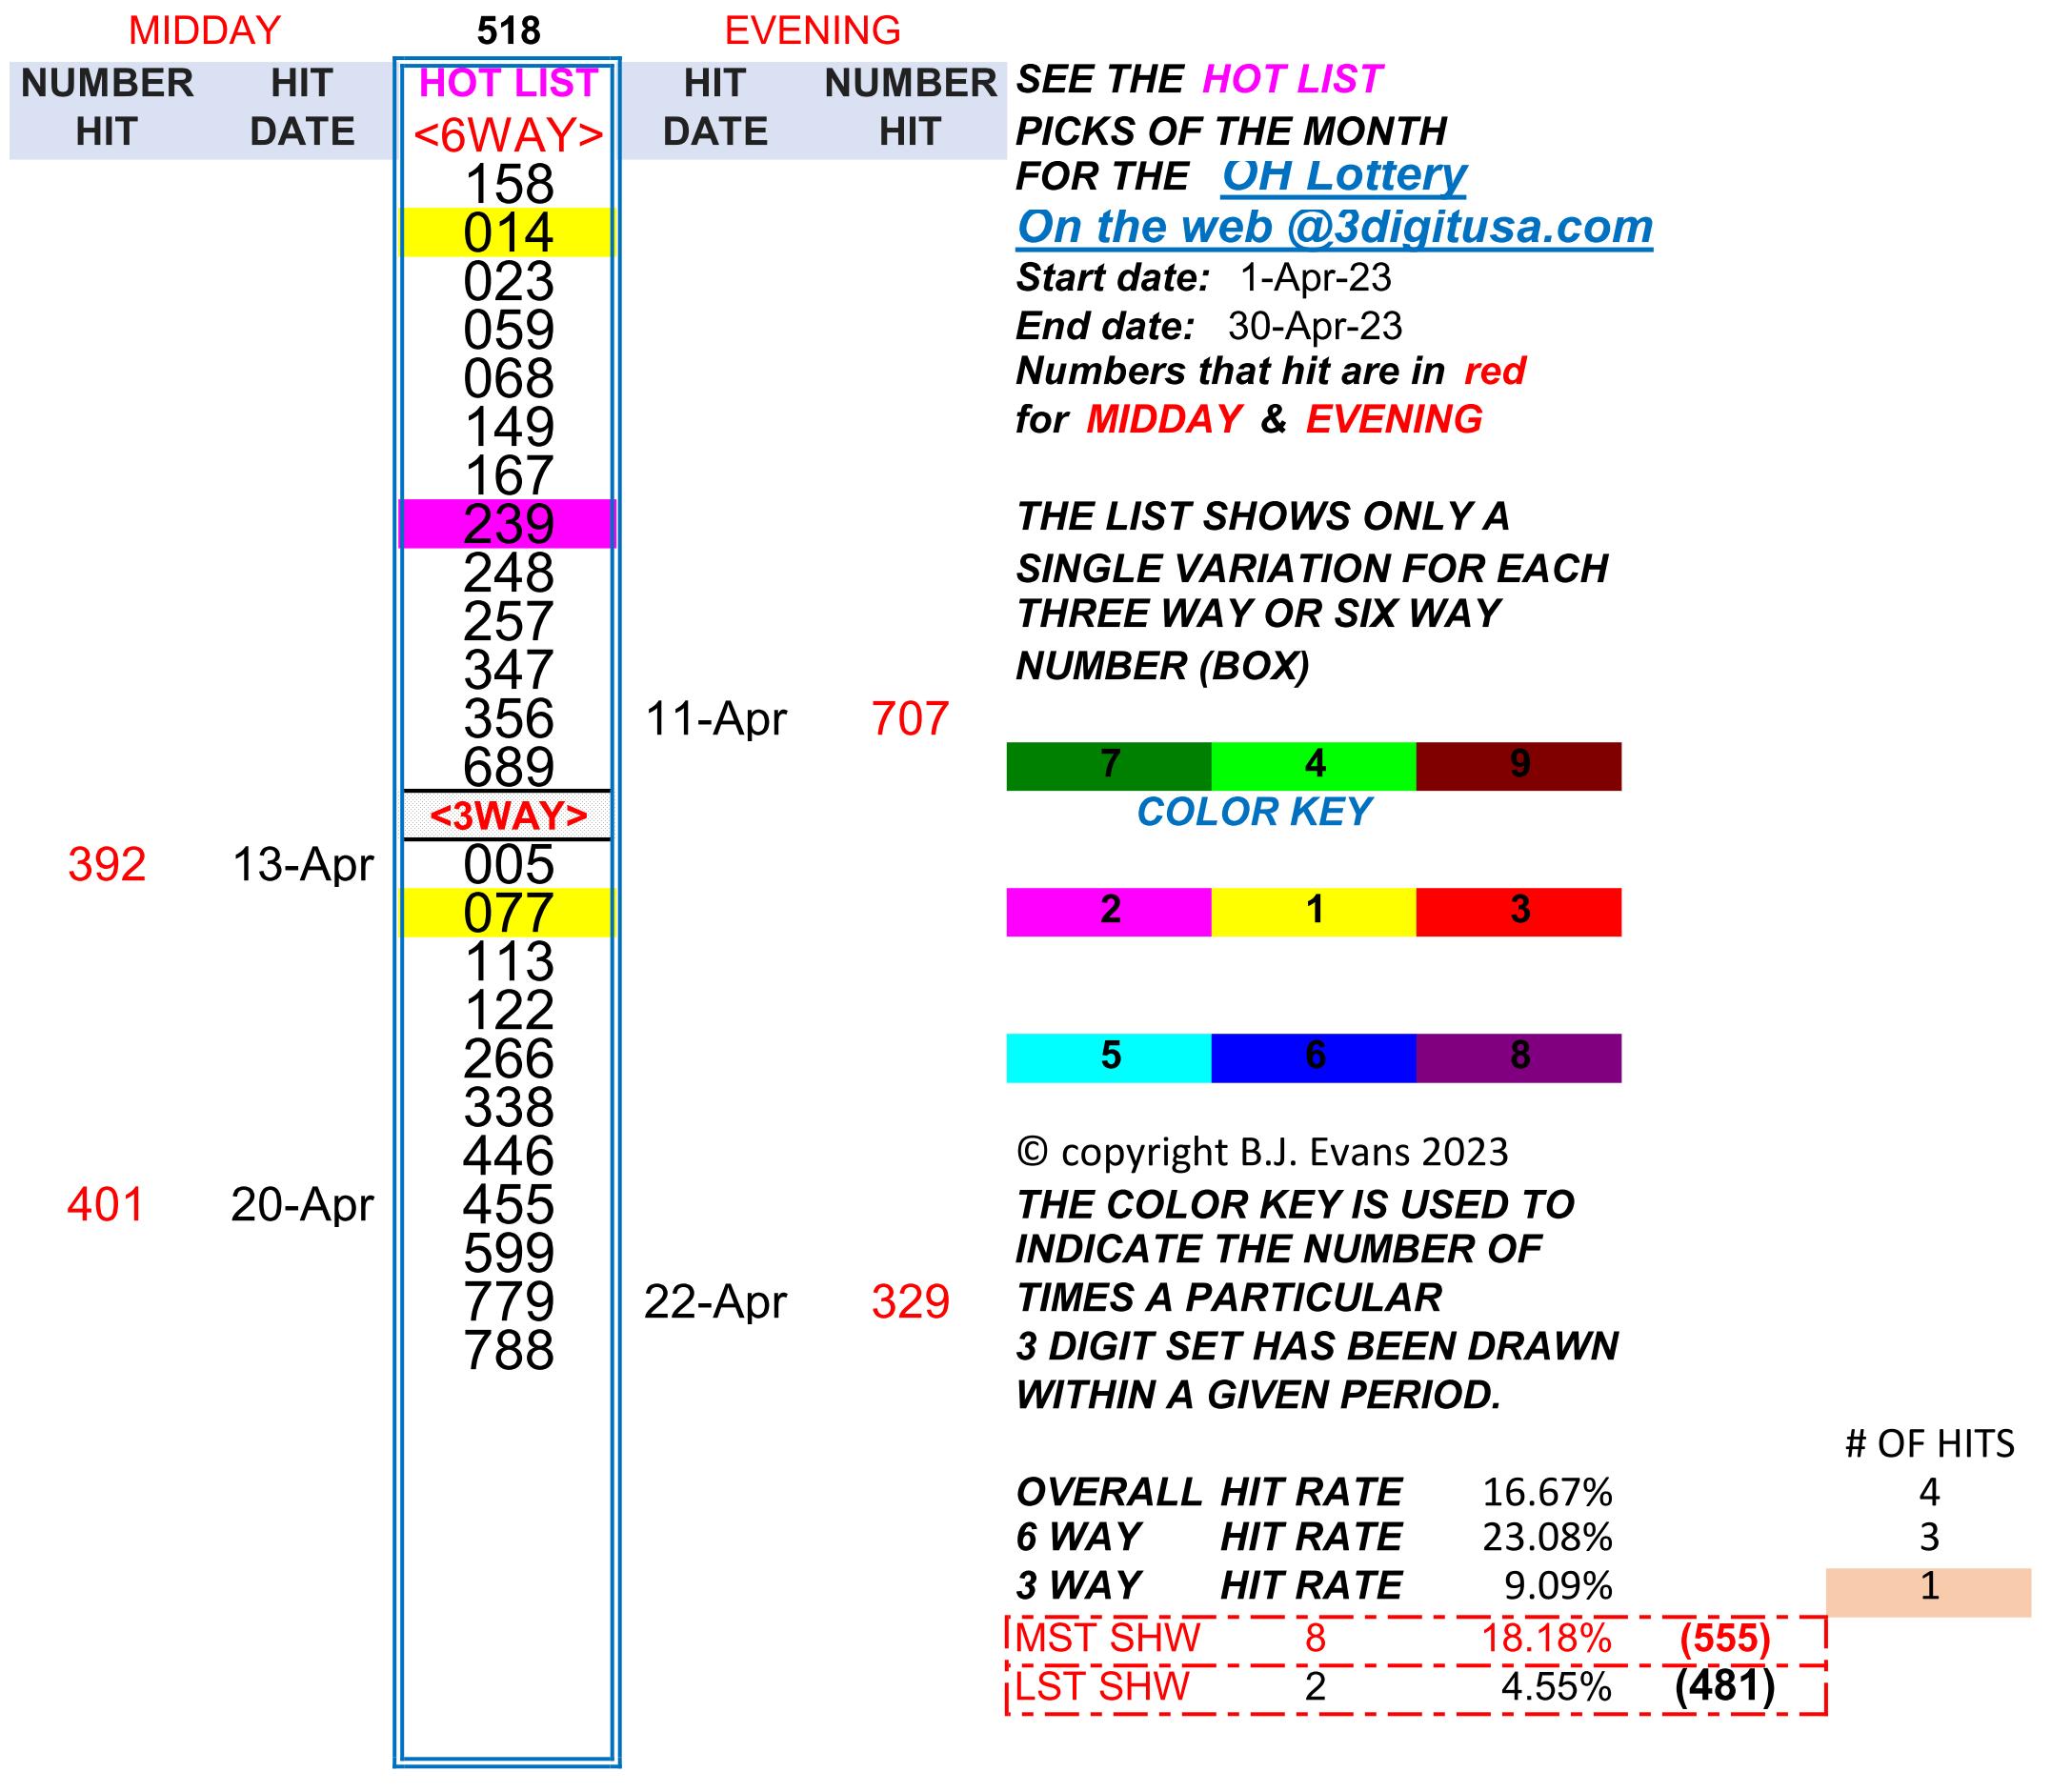 MIDDAY 518 EVENING
NUMBER HIT HOT LIST HIT NUMBER SEE THE HOT LIST
HIT DATE <6WAY> DATE HIT PICKS OF THE MONTH
158 FOR THE OH Lottery
014 On the web @3digitusa.com
023 Start date: 1-Apr-23
059 End date: 30-Apr-23
068 Numbers that hit are in red
149 for MIDDAY & EVENING
167
239 THE LIST SHOWS ONLY A
248 SINGLE VARIATION FOR EACH
257 THREE WAY OR SIX WAY
347 NUMBER (BOX)
356 11-Apr 707
689 7 4 9
<3WAY> COLOR KEY
392 13-Apr 005
077 2 1 3
113
122
266 5 6 8
338
446 © copyright B.J. Evans 2023
401 20-Apr 455 THE COLOR KEY IS USED TO
599 INDICATE THE NUMBER OF
779 22-Apr 329 TIMES A PARTICULAR
788 3 DIGIT SET HAS BEEN DRAWN
WITHIN A GIVEN PERIOD.
# OF HITS
OVERALL HIT RATE 16.67% 4
6 WAY HIT RATE 23.08% 3
3 WAY HIT RATE 9.09% 1
MST SHW 8 18.18% (555)
LST SHW 2 4.55% (481)